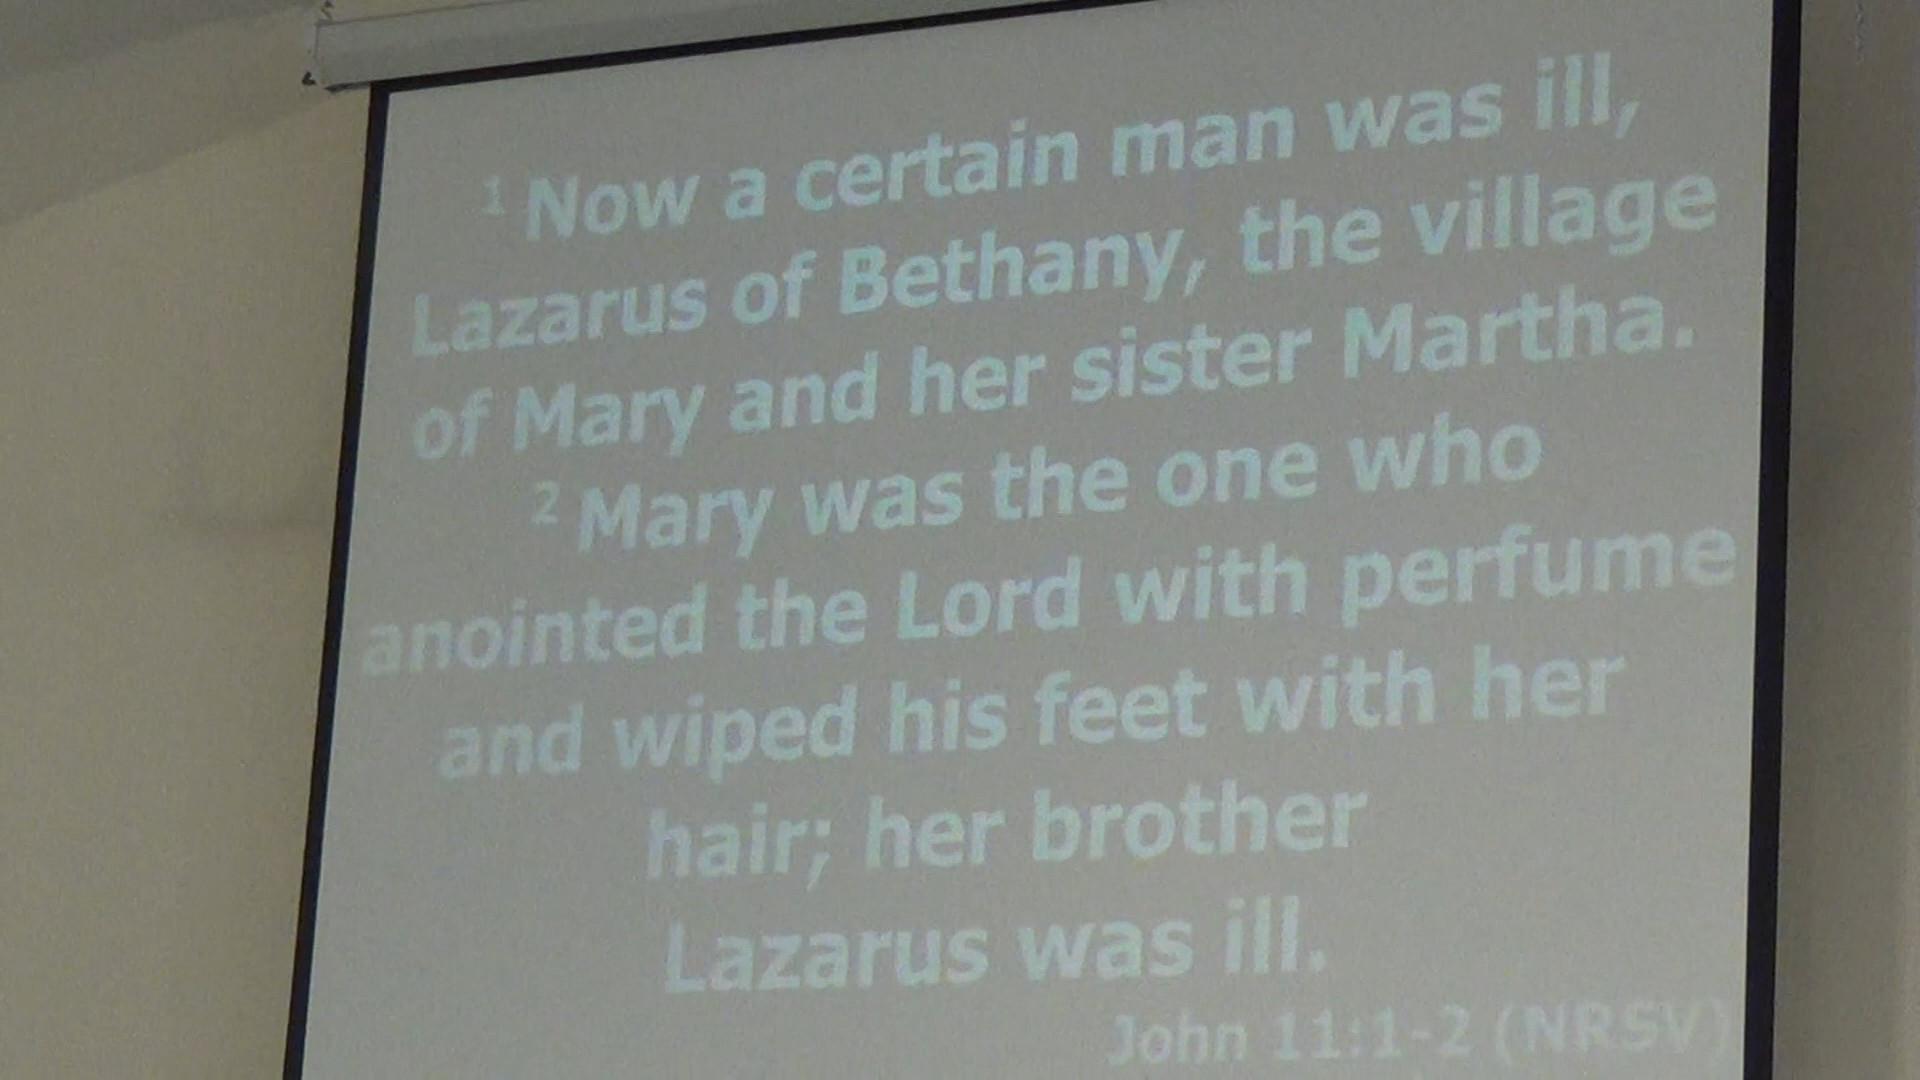 1 Now a certain man was ill,
Lazarus of Bethany, the village
of Mary and her sister Martha.
2 Mary was the one who
anointed the Lord with perfume
and wiped his feet with her
hair; her brother
Lazarus was ill.
John 11:1-2 (NRSV)